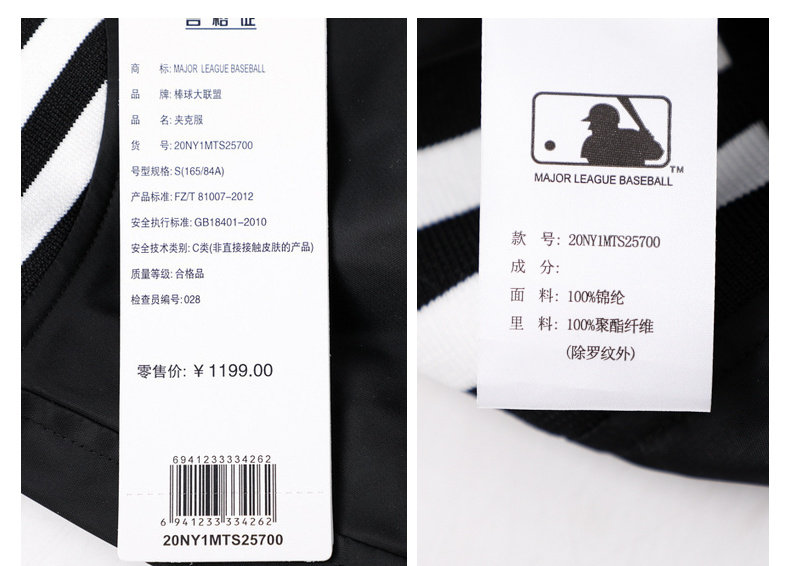 合格证
商 标: MAJOR LEAGUE BASEBALL
品 牌: 棒球大联盟
品 名: 夹克服
货 号: 20NY1MTS25700
号型规格: S(165/84A)
产品标准: FZ/T 81007-2012
安全执行标准: GB18401-2010
安全技术类别: C类(非直接接触皮肤的产品)
质量等级: 合格品
检查员编号: 028
零售价: ¥1199.00
6941233334262
6 941233 334262
20NY1MTS25700
TM
MAJOR LEAGUE BASEBALL
款 号: 20NY1MTS25700
成 分:
面 料: 100%锦纶
里 料: 100%聚酯纤维
(除罗纹外)